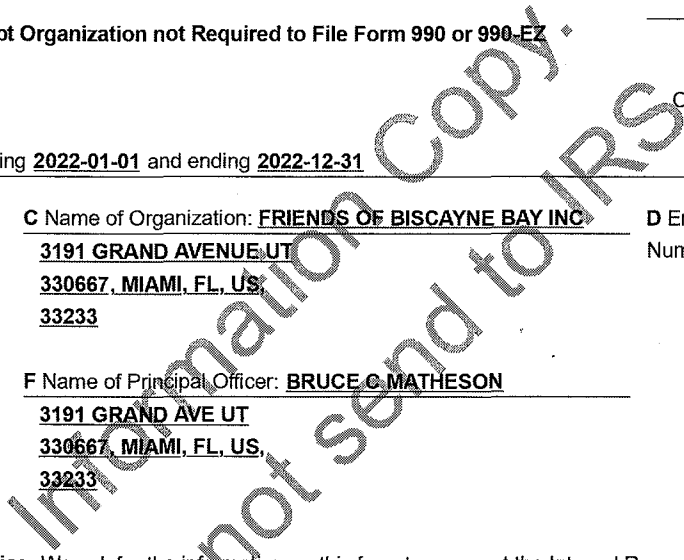 ot Organization not Required to File Form 990 or 990-EZ
ing 2022-01-01 and ending 2022-12-31
C Name of Organization: FRIENDS OF BISCAYNE BAY INC
3191 GRAND AVENUE UT
330667, MIAMI, FL, US,
33233
D
Num
F Name of Principal Officer: BRUCE C MATHESON
3191 GRAND AVE UT
330667, MIAMI, FL, US,
33233
Information Copy.
not send to IRS